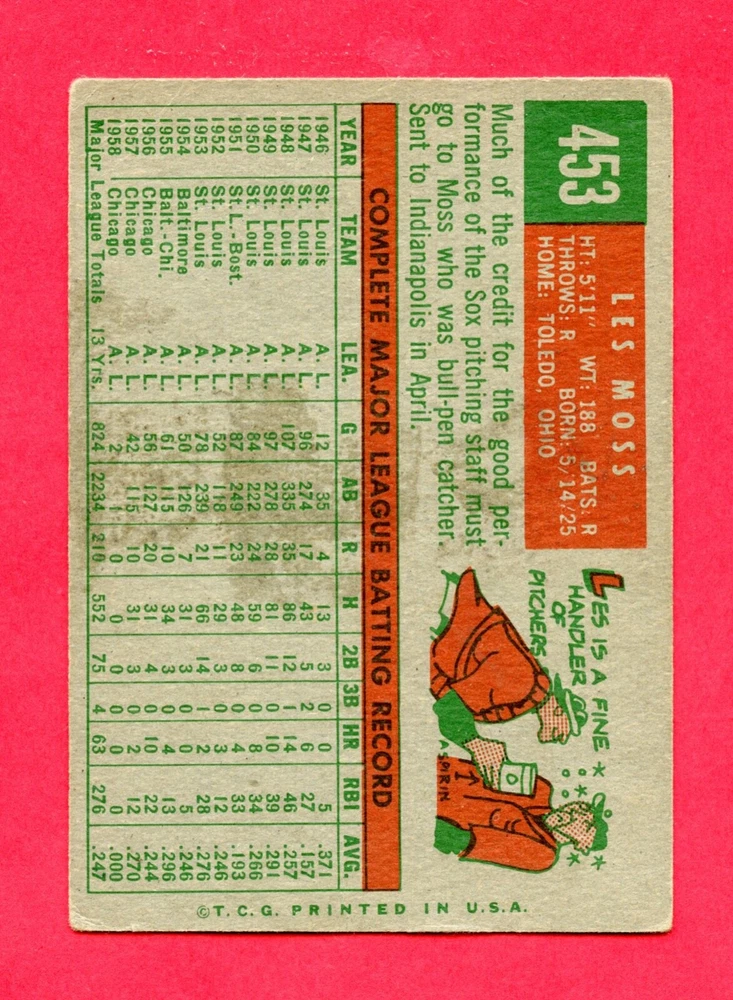 453
LES MOSS
HT: 5'11" WT: 188 BATS: R
THROWS: R BORN: 5/14/25
HOME: TOLEDO, OHIO
LES IS A FINE
HANDLER
OF
PITCHERS
ASPIRIN
Much of the credit for the good per-
formance of the Sox pitching staff must
go to Moss who was bull-pen catcher.
Sent to Indianapolis in April.
COMPLETE MAJOR LEAGUE BATTING RECORD
YEAR TEAM LEA. G AB R H 2B 3B HR RBI AVG.
1946 St. Louis A. L. 12 35 4 13 3 0 0 5 .371
1947 St. Louis A. L. 96 274 17 43 5 2 6 27 .157
1948 St. Louis A. L. 107 335 35 86 12 1 14 46 .257
1949 St. Louis A. L. 97 278 28 81 11 0 10 39 .291
1950 St. Louis A. L. 84 222 24 59 6 0 8 34 .266
1951 St. L.-Bost. A. L. 87 249 23 48 8 0 4 33 .193
1952 St. Louis A. L. 52 118 11 29 3 0 3 12 .246
1953 St. Louis A. L. 78 239 21 66 14 1 2 28 .276
1954 Baltimore A. L. 50 126 7 31 3 0 0 5 .246
1955 Balt.-Chi. A. L. 61 115 10 34 3 0 4 13 .296
1956 Chicago A. L. 56 127 20 31 4 0 10 22 .244
1957 Chicago A. L. 42 115 10 31 3 0 2 12 .270
1958 Chicago A. L. 2 1 0 0 0 0 0 0 .000
Major League Totals 13 Yrs. 824 2234 210 552 75 4 63 276 .247
© T. C. G. PRINTED IN U.S.A.